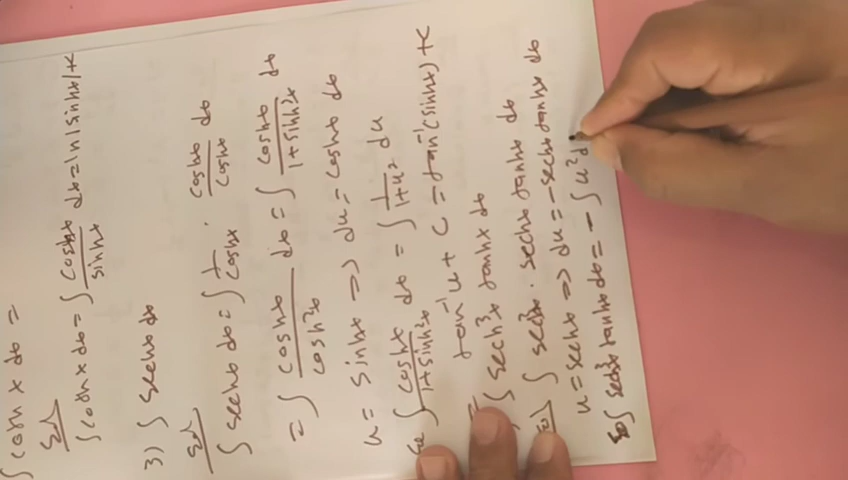 ∫ coth x dx =
Sol
∫ coth x dx = ∫ coshx/sinhx dx = ln|sinhx| + c
3) ∫ sechx dx
Sol
∫ sechx dx = ∫ 1/coshx · coshx/coshx dx
= ∫ coshx/cosh²x dx = ∫ coshx/1+sinh²x dx
u = sinhx ⇒ du = coshx dx
∫ coshx/1+sinh²x dx = ∫ 1/1+u² du
= tan⁻¹u + c = tan⁻¹(sinhx) + c
∫ sech³x tanhx dx
∫ sech²x · sechx tanhx dx
u = sechx ⇒ du = -sechx tanhx dx
So ∫ sech³x tanhx dx = - ∫ u² d